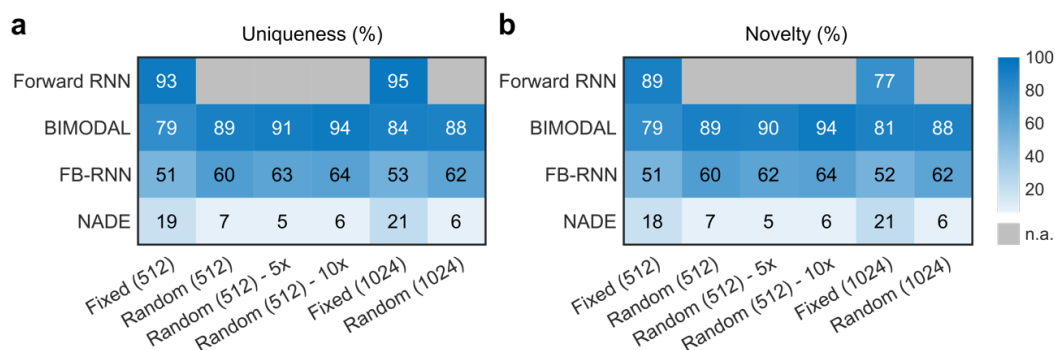 a
Uniqueness (%)
Forward RNN 93 95
BIMODAL 79 89 91 94 84 88
FB-RNN 51 60 63 64 53 62
NADE 19 7 5 6 21 6
Fixed (512)
Random (512)
Random (512) - 5x
Random (512) - 10x
Fixed (1024)
Random (1024)
b
Novelty (%)
Forward RNN 89 77
BIMODAL 79 89 90 94 81 88
FB-RNN 51 60 62 64 52 62
NADE 18 7 5 6 21 6
Fixed (512)
Random (512)
Random (512) - 5x
Random (512) - 10x
Fixed (1024)
Random (1024)
100
80
60
40
20
n.a.